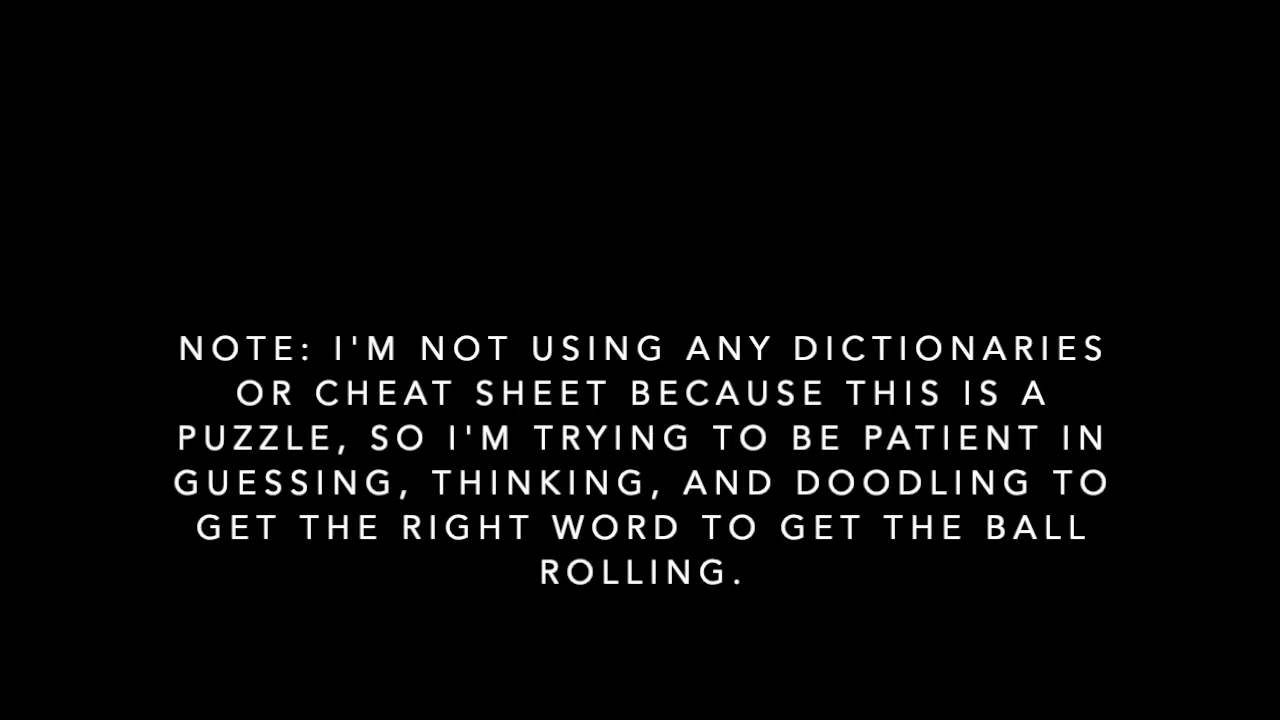 NOTE: I'M NOT USING ANY DICTIONARIES
OR CHEAT SHEET BECAUSE THIS IS A
PUZZLE, SO I'M TRYING TO BE PATIENT IN
GUESSING, THINKING, AND DOODLING TO
GET THE RIGHT WORD TO GET THE BALL
ROLLING.